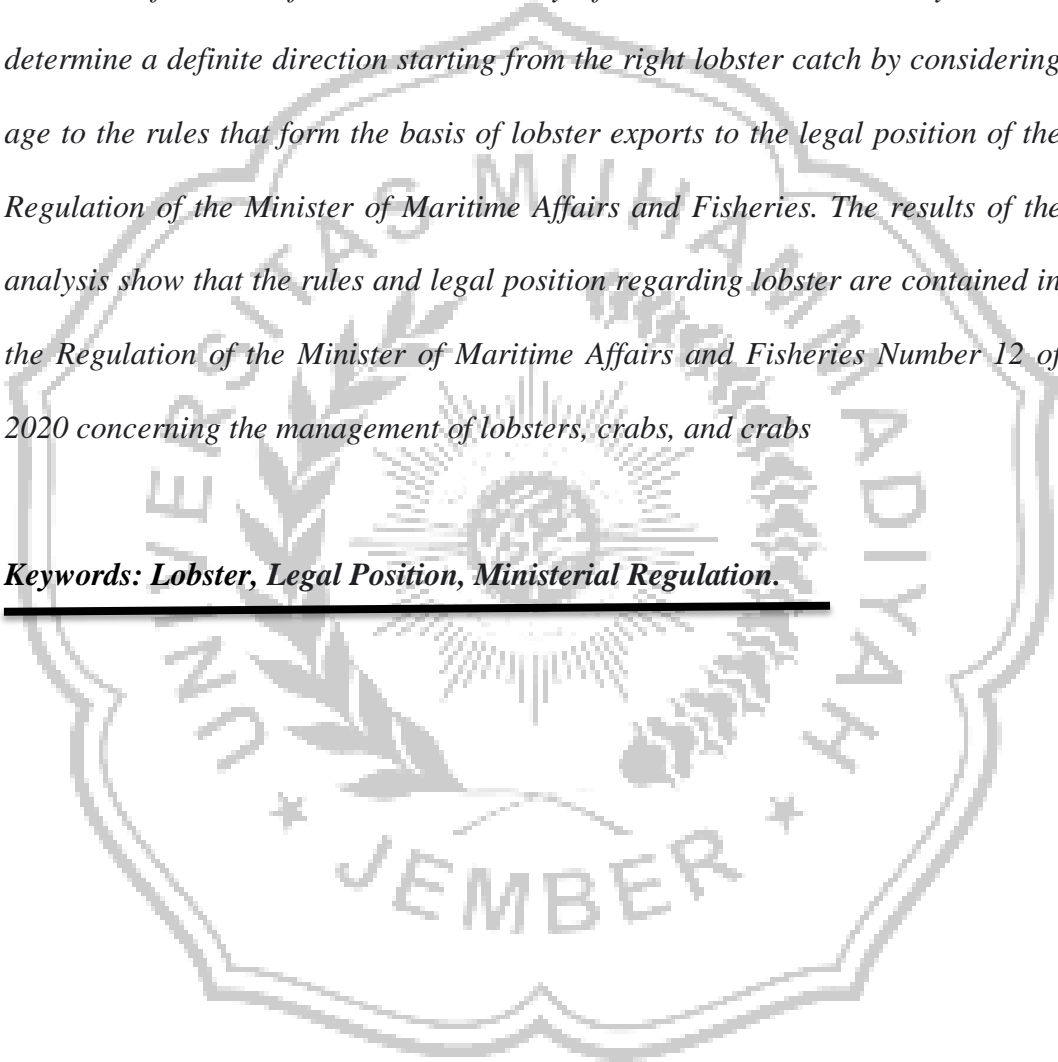 determine a definite direction starting from the right lobster catch by considering
age to the rules that form the basis of lobster exports to the legal position of the
Regulation of the Minister of Maritime Affairs and Fisheries. The results of the
analysis show that the rules and legal position regarding lobster are contained in
the Regulation of the Minister of Maritime Affairs and Fisheries Number 12 of
2020 concerning the management of lobsters, crabs, and crabs
Keywords: Lobster, Legal Position, Ministerial Regulation.
UNIVERSITAS MUHAMMADIYAH
JEMBER